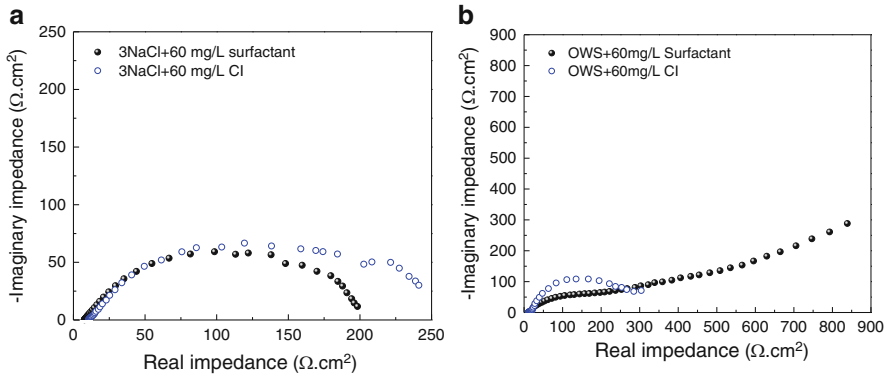 a
3NaCl+60 mg/L surfactant
3NaCl+60 mg/L CI
-Imaginary impedance (Ω.cm²)
250
200
150
100
50
0
0 50 100 150 200 250
Real impedance (Ω.cm²)
b
OWS+60mg/L Surfactant
OWS+60mg/L CI
-Imaginary impedance (Ω.cm²)
900
800
700
600
500
400
300
200
100
0
0 100 200 300 400 500 600 700 800 900
Real impedance (Ω.cm²)